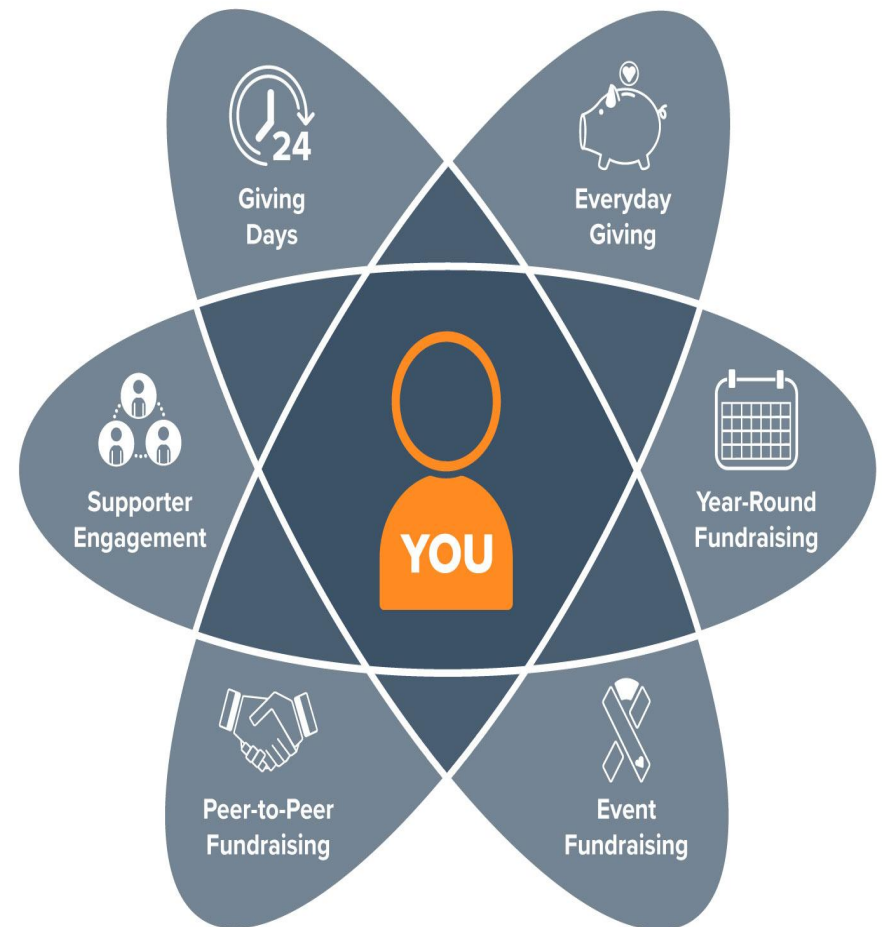 24
Giving
Days
Everyday
Giving
Supporter
Engagement
YOU
Year-Round
Fundraising
Peer-to-Peer
Fundraising
Event
Fundraising